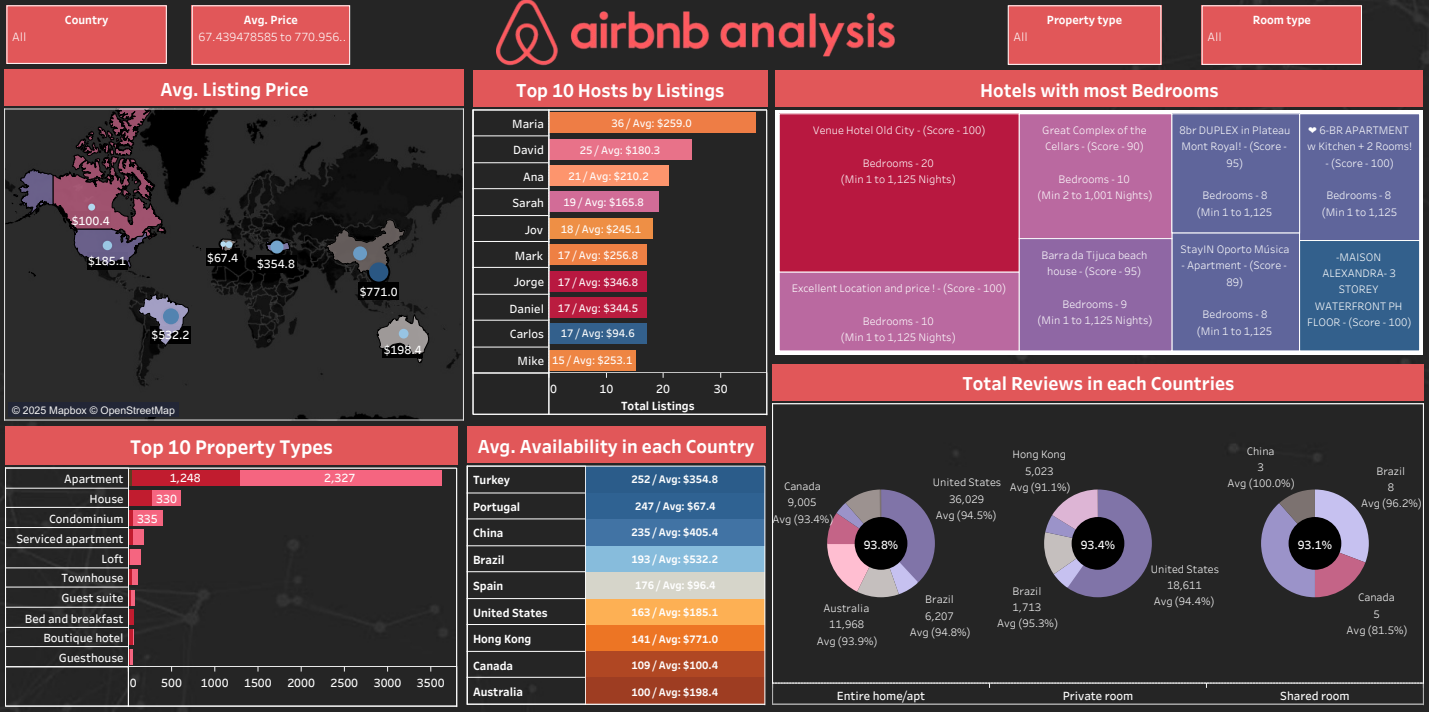 Country
All
Avg. Price
67.439478585 to 770.956..
airbnb analysis
Property type
All
Room type
All
Avg. Listing Price
$100.4
$185.1
$67.4
$354.8
$771.0
$532.2
$198.4
© 2025 Mapbox © OpenStreetMap
Top 10 Hosts by Listings
Maria 36 / Avg: $259.0
David 25 / Avg: $180.3
Ana 21 / Avg: $210.2
Sarah 19 / Avg: $165.8
Jov 18 / Avg: $245.1
Mark 17 / Avg: $256.8
Jorge 17 / Avg: $346.8
Daniel 17 / Avg: $344.5
Carlos 17 / Avg: $94.6
Mike 15 / Avg: $253.1
0 10 20 30
Total Listings
Hotels with most Bedrooms
Venue Hotel Old City - (Score - 100)
Bedrooms - 20
(Min 1 to 1,125 Nights)
Excellent Location and price ! - (Score - 100)
Bedrooms - 10
(Min 1 to 1,125 Nights)
Great Complex of the
Cellars - (Score - 90)
Bedrooms - 10
(Min 2 to 1,001 Nights)
Barra da Tijuca beach
house - (Score - 95)
Bedrooms - 9
(Min 1 to 1,125 Nights)
8br DUPLEX in Plateau
Mont Royal! - (Score -
95)
Bedrooms - 8
(Min 1 to 1,125
StayIN Oporto Música
- Apartment - (Score -
89)
Bedrooms - 8
(Min 1 to 1,125
❤ 6-BR APARTMENT
w Kitchen + 2 Rooms!
- (Score - 100)
Bedrooms - 8
(Min 1 to 1,125
-MAISON
ALEXANDRA- 3
STOREY
WATERFRONT PH
FLOOR - (Score - 100)
Top 10 Property Types
Apartment 1,248 2,327
House 330
Condominium 335
Serviced apartment
Loft
Townhouse
Guest suite
Bed and breakfast
Boutique hotel
Guesthouse
0 500 1000 1500 2000 2500 3000 3500
Avg. Availability in each Country
Turkey 252 / Avg: $354.8
Portugal 247 / Avg: $67.4
China 235 / Avg: $405.4
Brazil 193 / Avg: $532.2
Spain 176 / Avg: $96.4
United States 163 / Avg: $185.1
Hong Kong 141 / Avg: $771.0
Canada 109 / Avg: $100.4
Australia 100 / Avg: $198.4
Total Reviews in each Countries
Canada
9,005
Avg (93.4%)
United States
36,029
Avg (94.5%)
93.8%
Australia
11,968
Avg (93.9%)
Brazil
6,207
Avg (94.8%)
Entire home/apt
Hong Kong
5,023
Avg (91.1%)
93.4%
United States
18,611
Avg (94.4%)
Brazil
1,713
Avg (95.3%)
Private room
China
3
Avg (100.0%)
Brazil
8
Avg (96.2%)
93.1%
Canada
5
Avg (81.5%)
Shared room